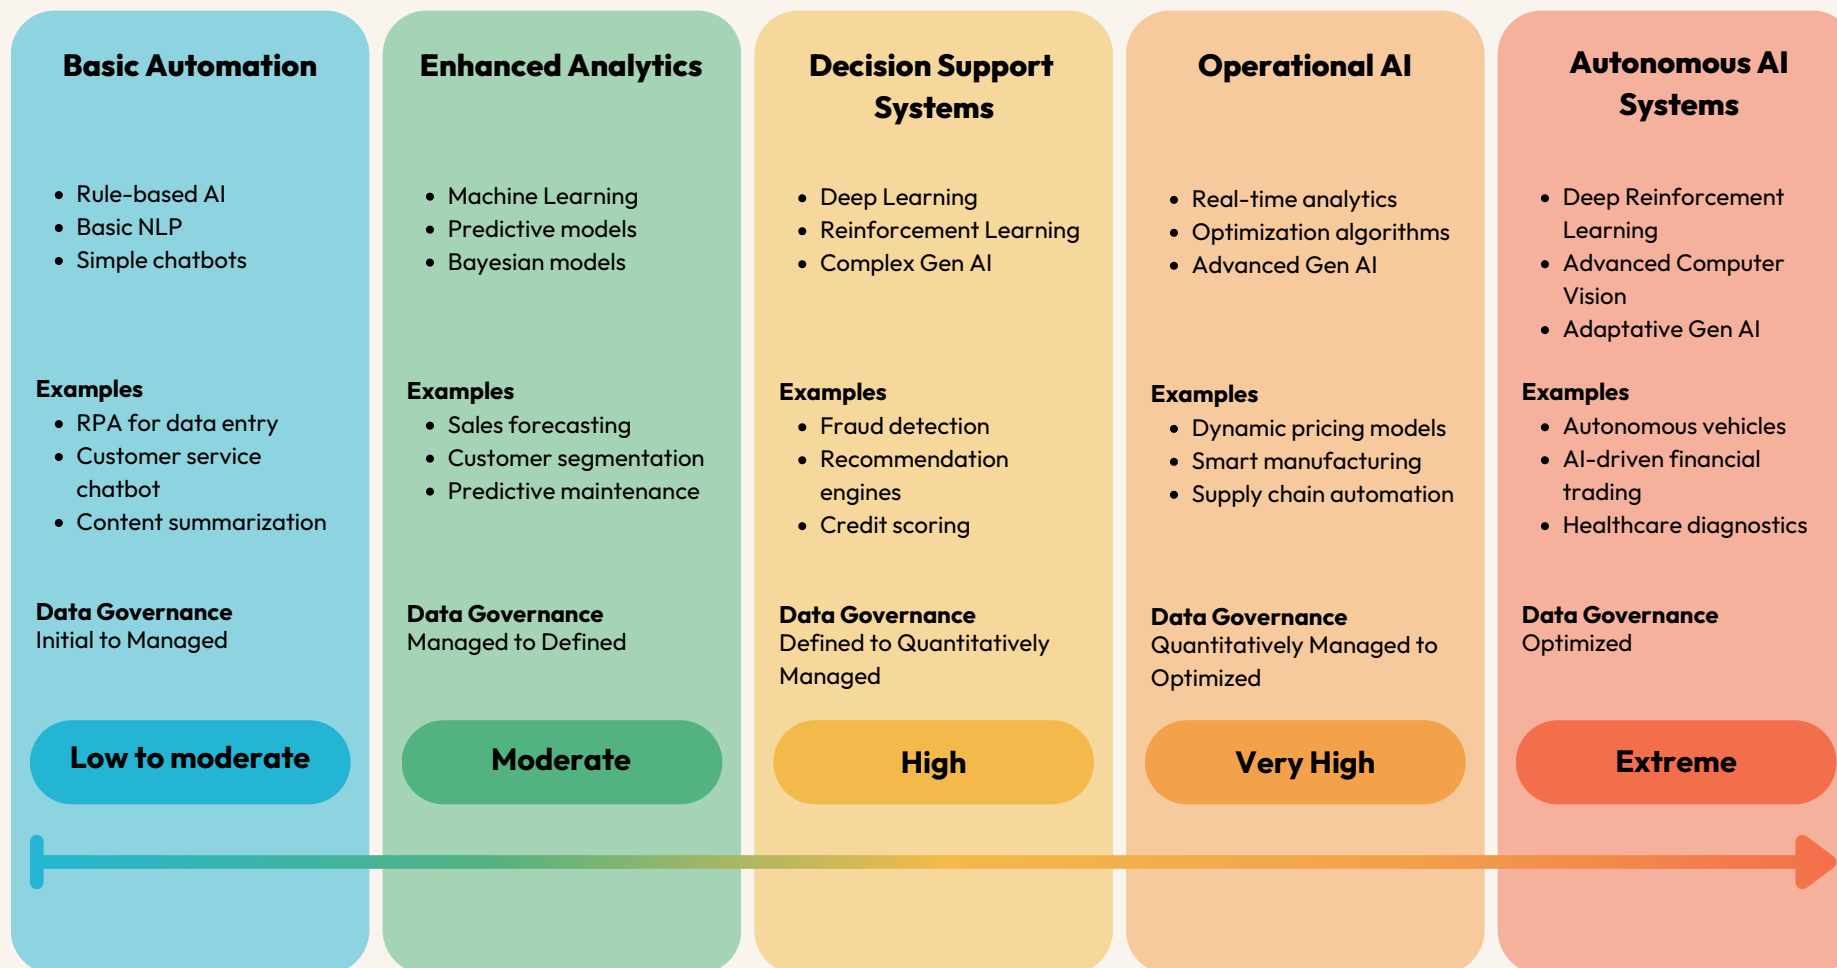 Basic Automation
Rule-based AI
Basic NLP
Simple chatbots
Examples
RPA for data entry
Customer service
chatbot
Content summarization
Data Governance
Initial to Managed
Low to moderate
Enhanced Analytics
Machine Learning
Predictive models
Bayesian models
Examples
Sales forecasting
Customer segmentation
Predictive maintenance
Data Governance
Managed to Defined
Moderate
Decision Support
Systems
Deep Learning
Reinforcement Learning
Complex Gen AI
Examples
Fraud detection
Recommendation
engines
Credit scoring
Data Governance
Defined to Quantitatively
Managed
High
Operational AI
Real-time analytics
Optimization algorithms
Advanced Gen AI
Examples
Dynamic pricing models
Smart manufacturing
Supply chain automation
Data Governance
Quantitatively Managed to
Optimized
Very High
Autonomous AI
Systems
Deep Reinforcement
Learning
Advanced Computer
Vision
Adaptative Gen AI
Examples
Autonomous vehicles
AI-driven financial
trading
Healthcare diagnostics
Data Governance
Optimized
Extreme